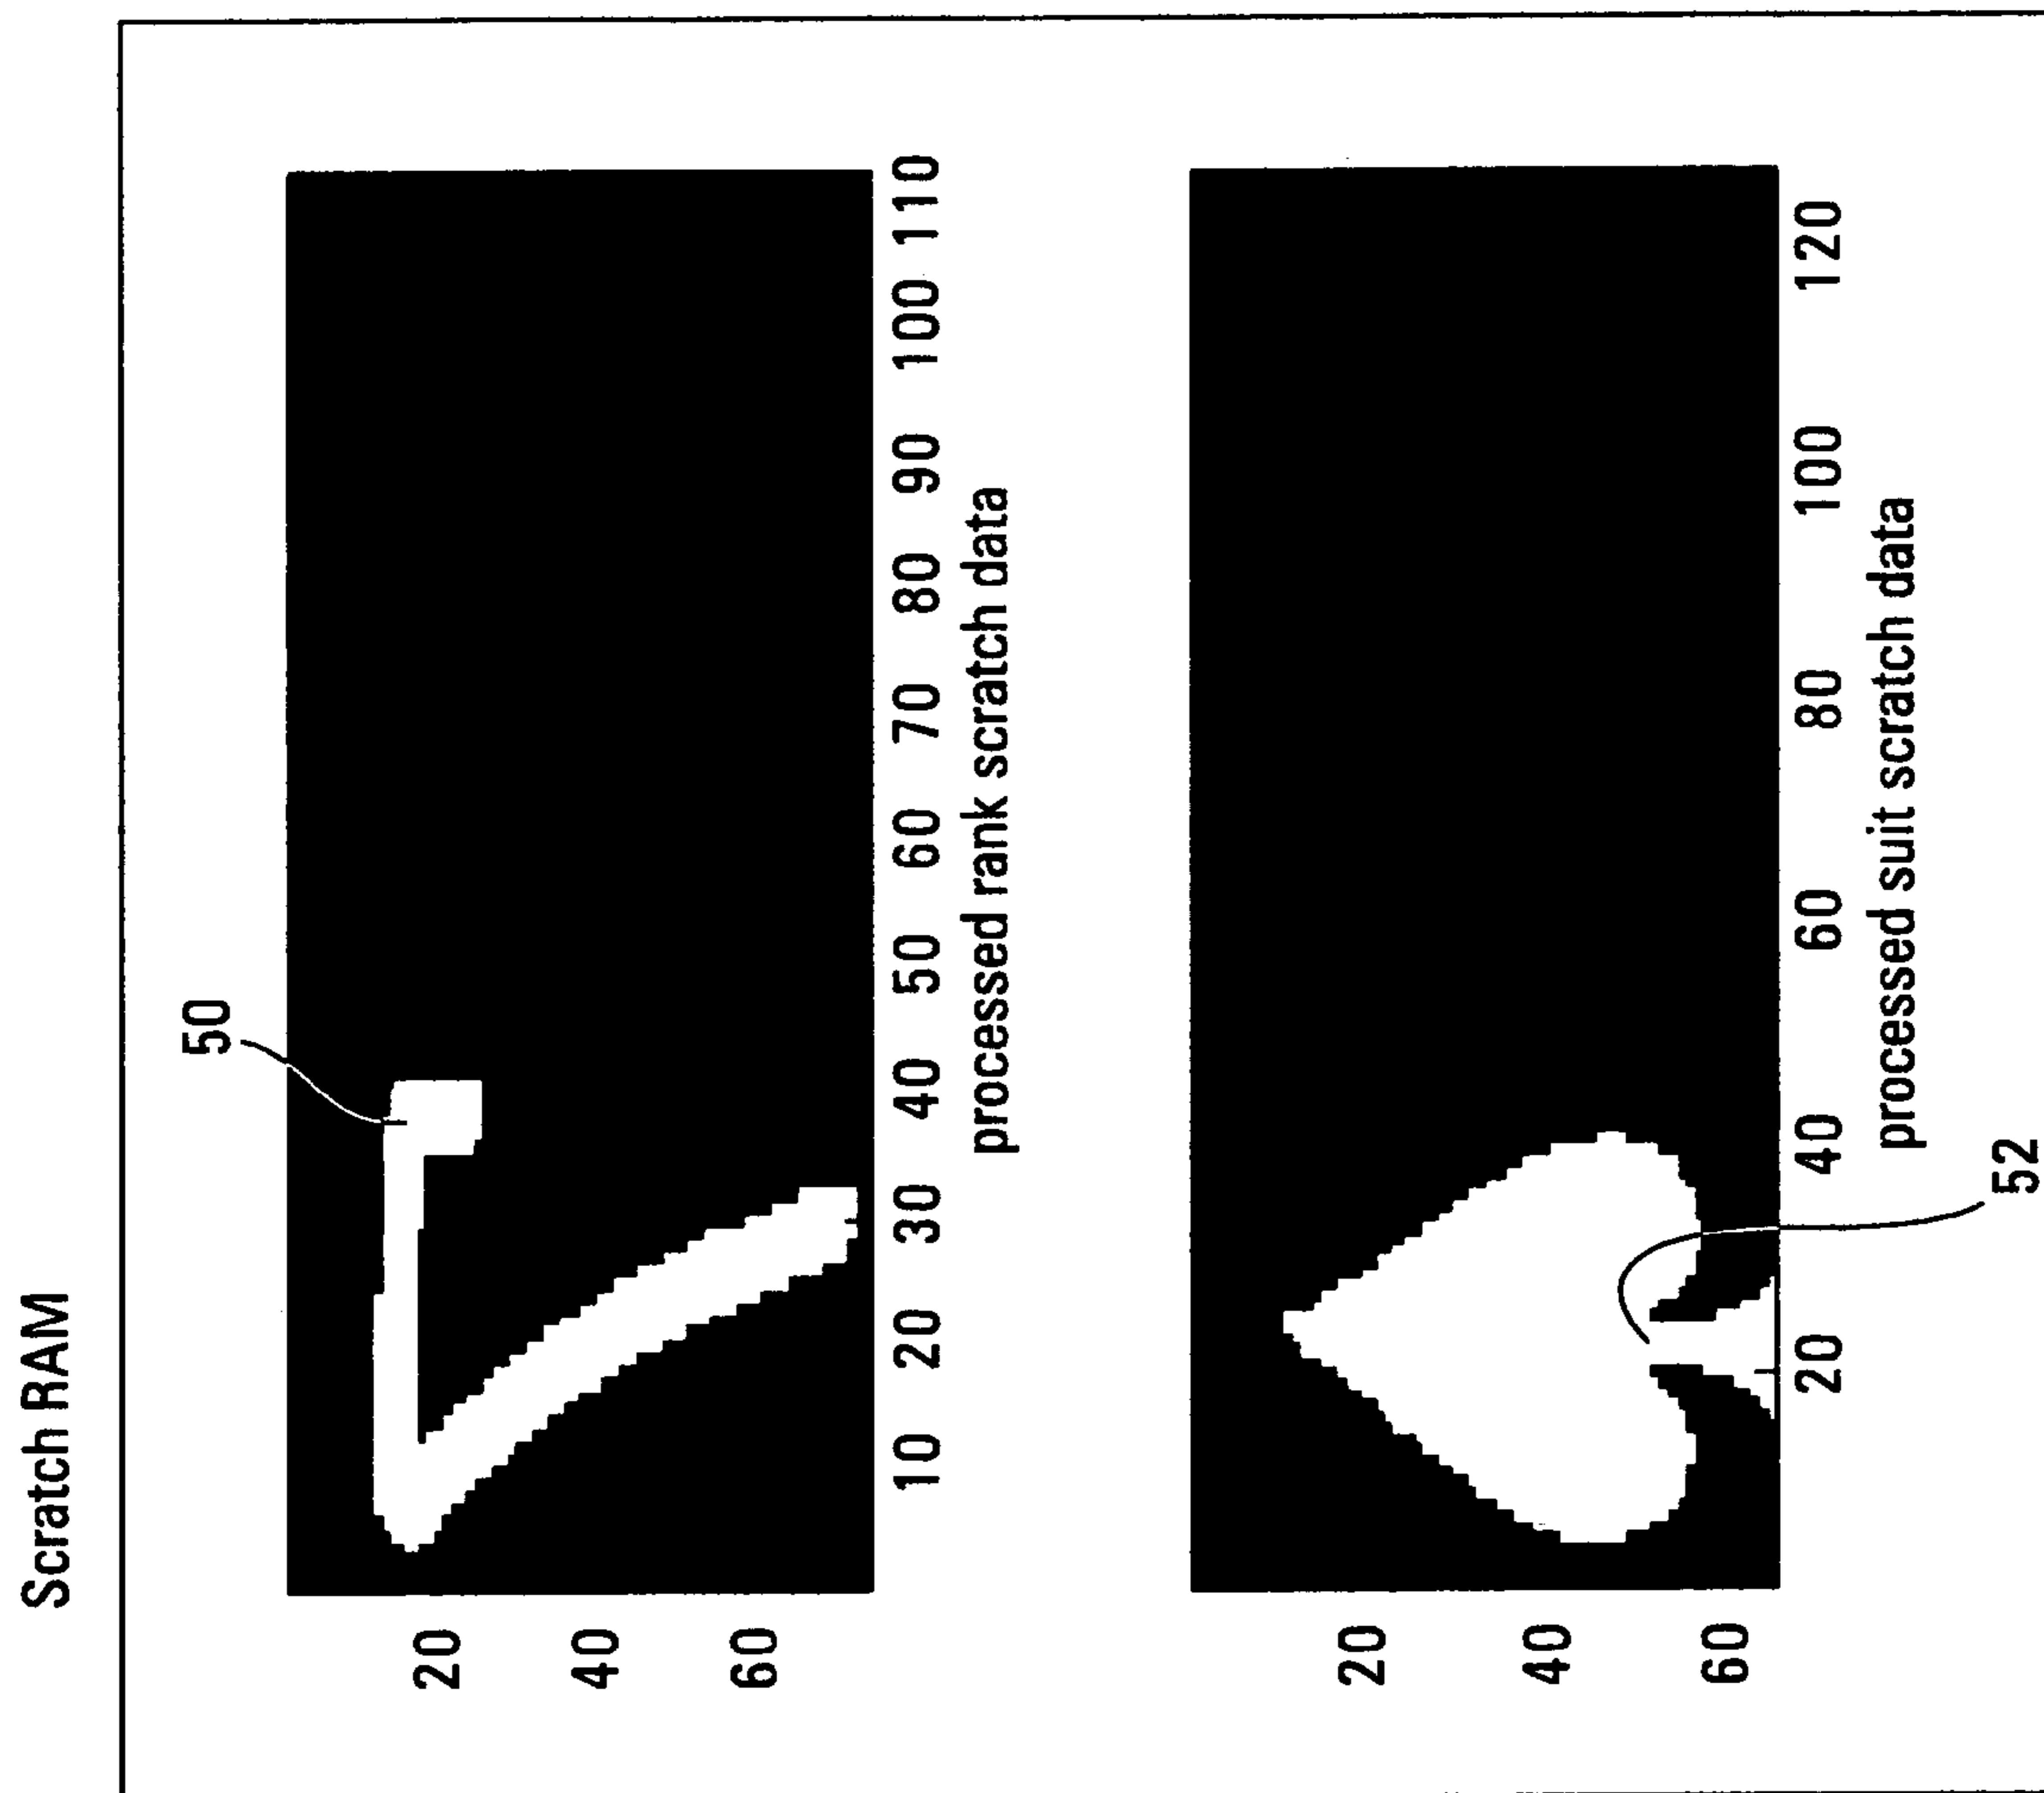 Scratch RAM
50
20
40
60
10 20 30 40 50 60 70 80 90 100 110
processed rank scratch data
20
40
60
20 40 60 80 100 120
processed suit scratch data
52